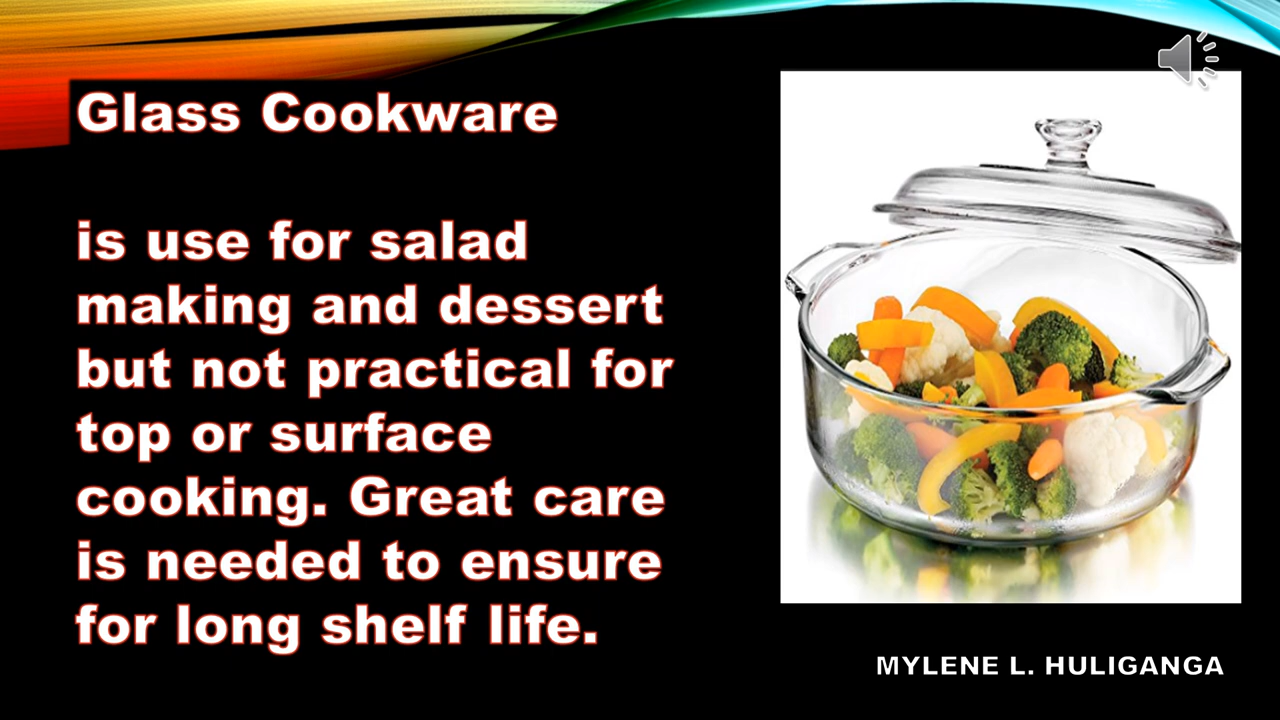 Glass Cookware
is use for salad
making and dessert
but not practical for
top or surface
cooking. Great care
is needed to ensure
for long shelf life.
MYLENE L. HULIGANGA